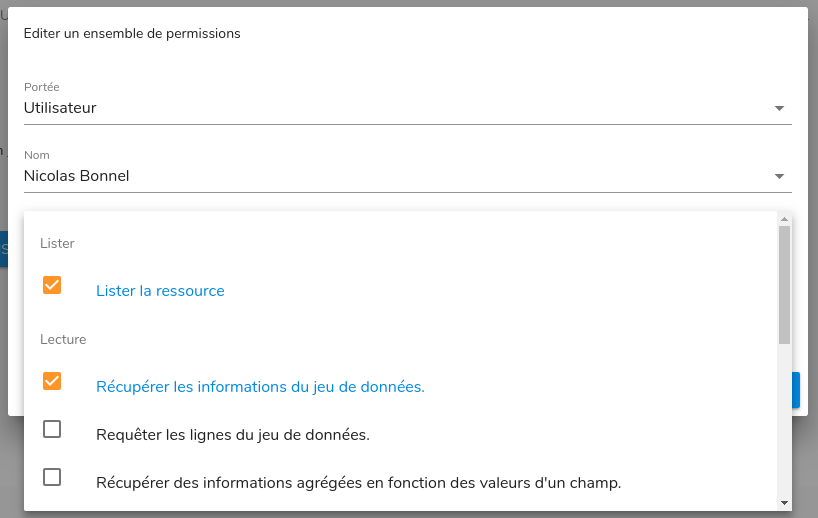 Editer un ensemble de permissions
Portée
Utilisateur
Nom
Nicolas Bonnel
Lister
Lister la ressource
Lecture
Récupérer les informations du jeu de données.
Requêter les lignes du jeu de données.
Récupérer des informations agrégées en fonction des valeurs d'un champ.